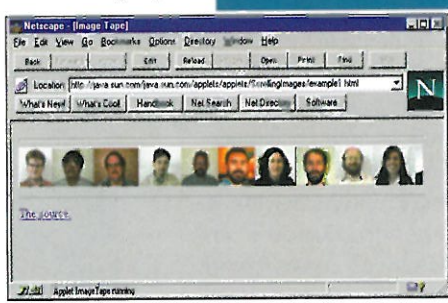 Netscape - [Image Tape]
File Edit View Go Bookmarks Options Directory Window Help
Back Edit Reload Open Print Find
Location: http://java.sun.com/java.sun.com/applets/applets/ScrollingImages/example1.html
N
What's New! What's Cool! Handbook Net Search Net Directory Software
The source.
Applet ImageTape running